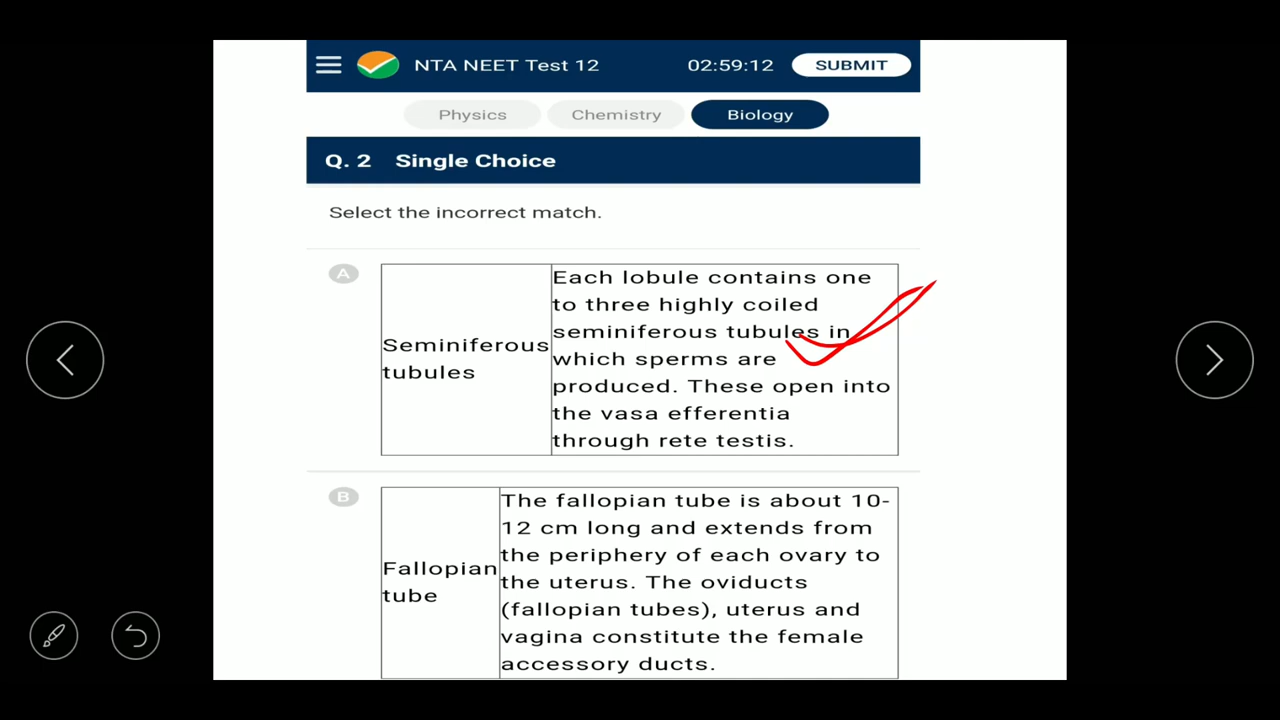 NTA NEET Test 12 02:59:12 SUBMIT
Physics Chemistry Biology
Q. 2 Single Choice
Select the incorrect match.
A
Seminiferous
tubules
Each lobule contains one
to three highly coiled
seminiferous tubules in
which sperms are
produced. These open into
the vasa efferentia
through rete testis.
B
Fallopian
tube
The fallopian tube is about 10-
12 cm long and extends from
the periphery of each ovary to
the uterus. The oviducts
(fallopian tubes), uterus and
vagina constitute the female
accessory ducts.